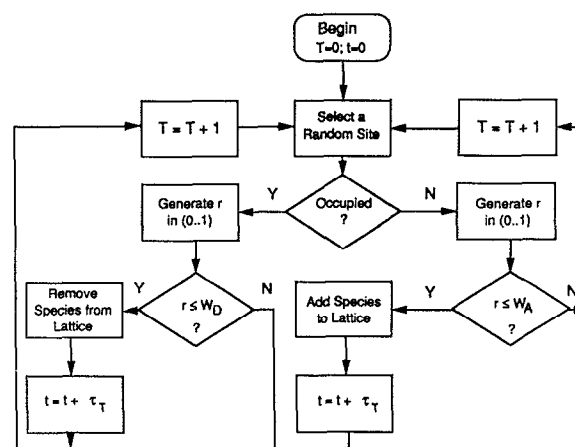 Begin
T=0; t=0
T = T + 1
Select a
Random Site
T = T + 1
Y
Occupied
?
N
Generate r
in (0..1)
Generate r
in (0..1)
Y
r ≤ W_D
?
N
Remove
Species from
Lattice
Y
r ≤ W_A
?
N
Add Species
to Lattice
t = t + τ_T
t = t + τ_T